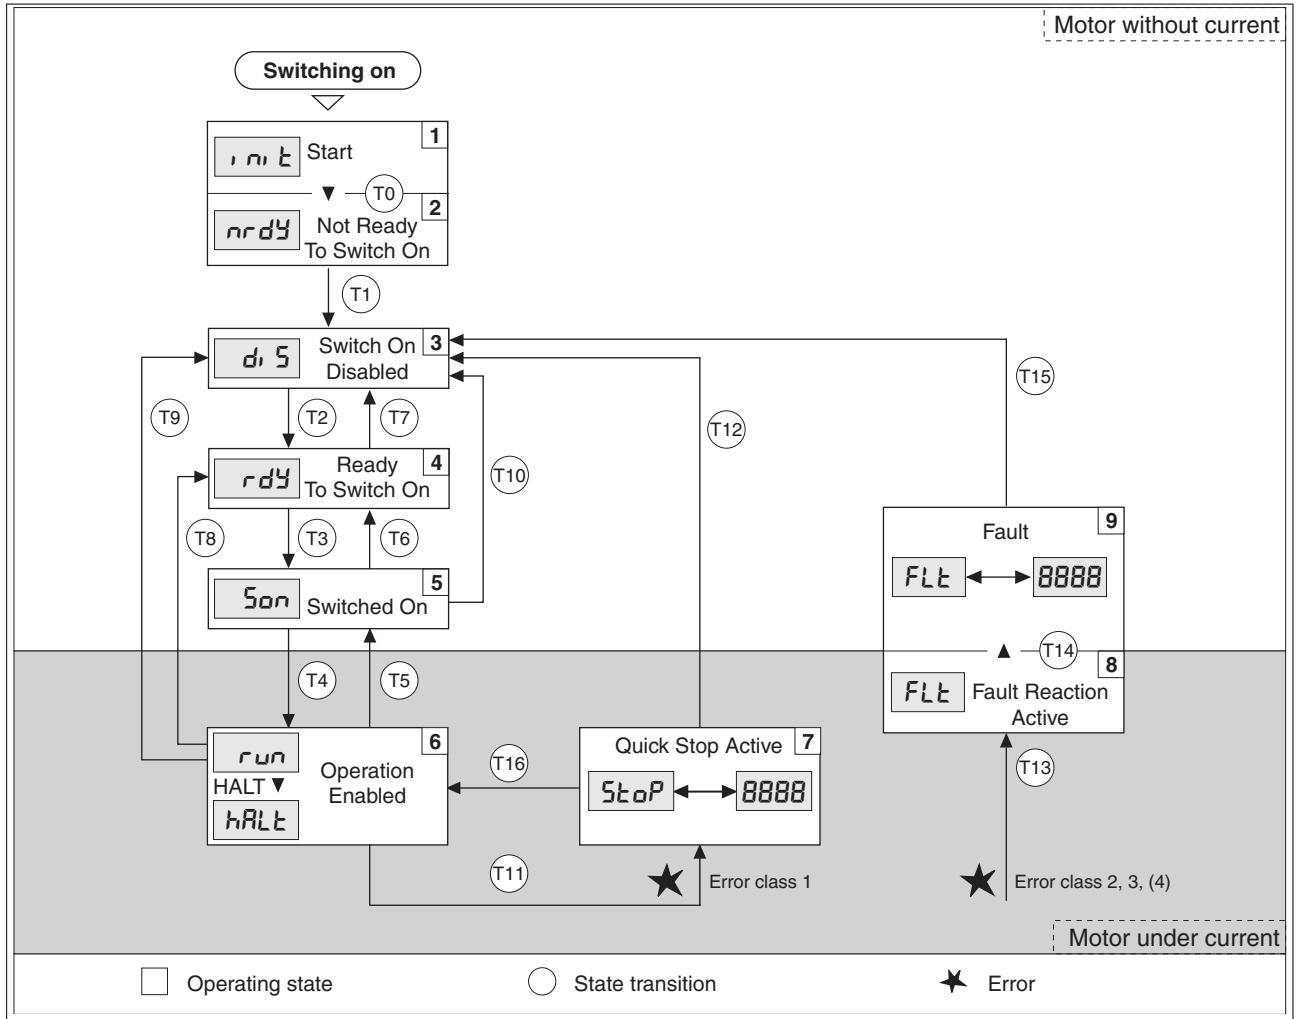 Motor without current
Switching on
1
init Start
T0
2
nrdy Not Ready
To Switch On
T1
3
diS Switch On
Disabled
T9
T2
T7
T12
T15
4
rdy Ready
To Switch On
T10
T8
T3
T6
5
Son Switched On
9
Fault
FLt 8888
T14
8
FLt Fault Reaction
Active
T4
T5
6
run
HALT
hALt
Operation
Enabled
T16
7
Quick Stop Active
StoP 8888
T13
T11
Error class 1
Error class 2, 3, (4)
Motor under current
Operating state
State transition
Error